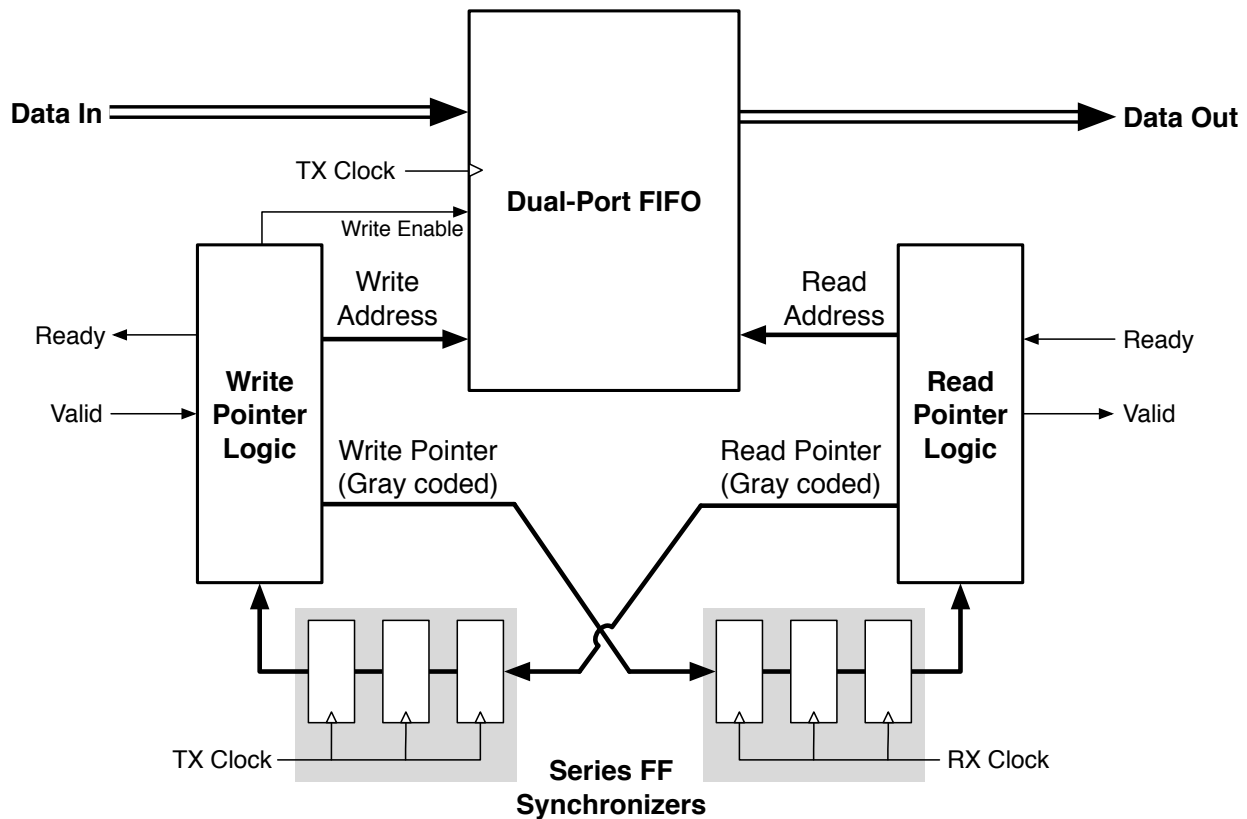 Data In
Data Out
TX Clock
Dual-Port FIFO
Write Enable
Write
Address
Read
Address
Ready
Ready
Write
Pointer
Logic
Read
Pointer
Logic
Valid
Valid
Write Pointer
(Gray coded)
Read Pointer
(Gray coded)
TX Clock
RX Clock
Series FF
Synchronizers